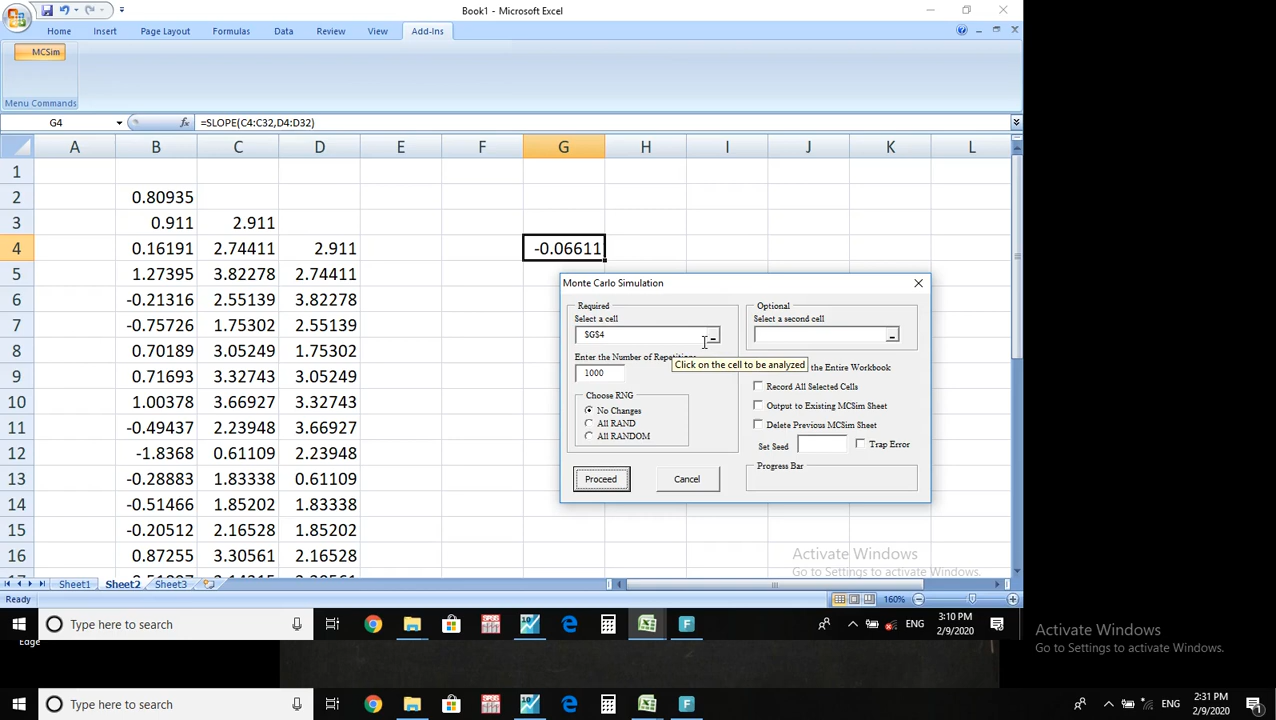 Book1 - Microsoft Excel
Home Insert Page Layout Formulas Data Review View Add-Ins
MCSim
Menu Commands
G4 fx =SLOPE(C4:C32,D4:D32)
A B C D E F G H I J K L
1
2 0.80935
3 0.911 2.911
4 0.16191 2.74411 2.911 -0.06611
5 1.27395 3.82278 2.74411
6 -0.21316 2.55139 3.82278
7 -0.75726 1.75302 2.55139
8 0.70189 3.05249 1.75302
9 0.71693 3.32743 3.05249
10 1.00378 3.66927 3.32743
11 -0.49437 2.23948 3.66927
12 -1.8368 0.61109 2.23948
13 -0.28883 1.83338 0.61109
14 -0.51466 1.85202 1.83338
15 -0.20512 2.16528 1.85202
16 0.87255 3.30561 2.16528
Monte Carlo Simulation
Required
Select a cell
$G$4
Enter the Number of Repetitions
1000
Choose RNG
No Changes
All RAND
All RANDOM
Proceed
Cancel
Optional
Select a second cell
Click on the cell to be analyzed
the Entire Workbook
Record All Selected Cells
Output to Existing MCSim Sheet
Delete Previous MCSim Sheet
Set Seed
Trap Error
Progress Bar
Activate Windows
Go to Settings to activate Windows.
Sheet1 Sheet2 Sheet3
Ready 160%
Type here to search
10
F
ENG
3:10 PM
2/9/2020
Edge
Activate Windows
Go to Settings to activate Windows.
Type here to search
10
F
ENG
2:31 PM
2/9/2020
1